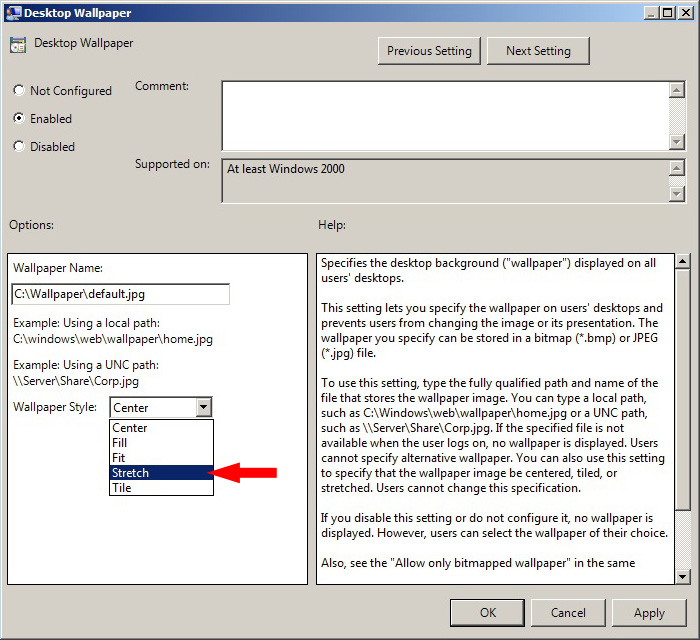 Desktop Wallpaper
Desktop Wallpaper
Previous Setting
Next Setting
Not Configured
Enabled
Disabled
Comment:
Supported on:
At least Windows 2000
Options:
Help:
Wallpaper Name:
C:\Wallpaper\default.jpg
Example: Using a local path:
C:\windows\web\wallpaper\home.jpg
Example: Using a UNC path:
\\Server\Share\Corp.jpg
Wallpaper Style:
Center
Center
Fill
Fit
Stretch
Tile
Specifies the desktop background ("wallpaper") displayed on all
users' desktops.
This setting lets you specify the wallpaper on users' desktops and
prevents users from changing the image or its presentation. The
wallpaper you specify can be stored in a bitmap (*.bmp) or JPEG
(*.jpg) file.
To use this setting, type the fully qualified path and name of the
file that stores the wallpaper image. You can type a local path,
such as C:\Windows\web\wallpaper\home.jpg or a UNC path,
such as \\Server\Share\Corp.jpg. If the specified file is not
available when the user logs on, no wallpaper is displayed. Users
cannot specify alternative wallpaper. You can also use this setting
to specify that the wallpaper image be centered, tiled, or
stretched. Users cannot change this specification.
If you disable this setting or do not configure it, no wallpaper is
displayed. However, users can select the wallpaper of their choice.
Also, see the "Allow only bitmapped wallpaper" in the same
OK
Cancel
Apply